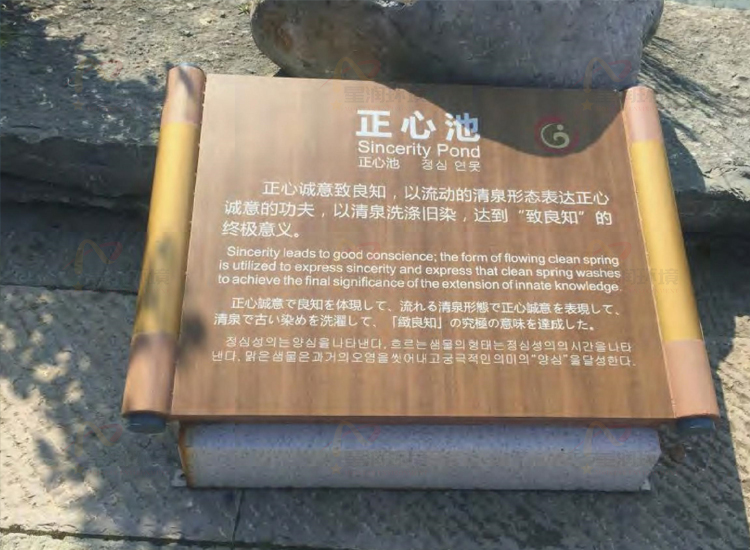 正心池
Sincerity Pond
正心池 정심 연못
正心诚意致良知，以流动的清泉形态表达正心
诚意的功夫，以清泉洗涤旧染，达到“致良知”的
终极意义。
Sincerity leads to good conscience; the form of flowing clean spring
is utilized to express sincerity and express that clean spring washes
to achieve the final significance of the extension of innate knowledge.
正心誠意で良知を体現して、流れる清泉形態で正心誠意を表現して、
清泉で古い染めを洗濯して、「緻良知」の究極の意味を達成した。
정심성의는양심을나타낸다, 흐르는샘물의형태는정심성의의시간을나타
낸다, 맑은샘물은과거의오염을씻어내고궁극적인의미의“양심”을달성한다.